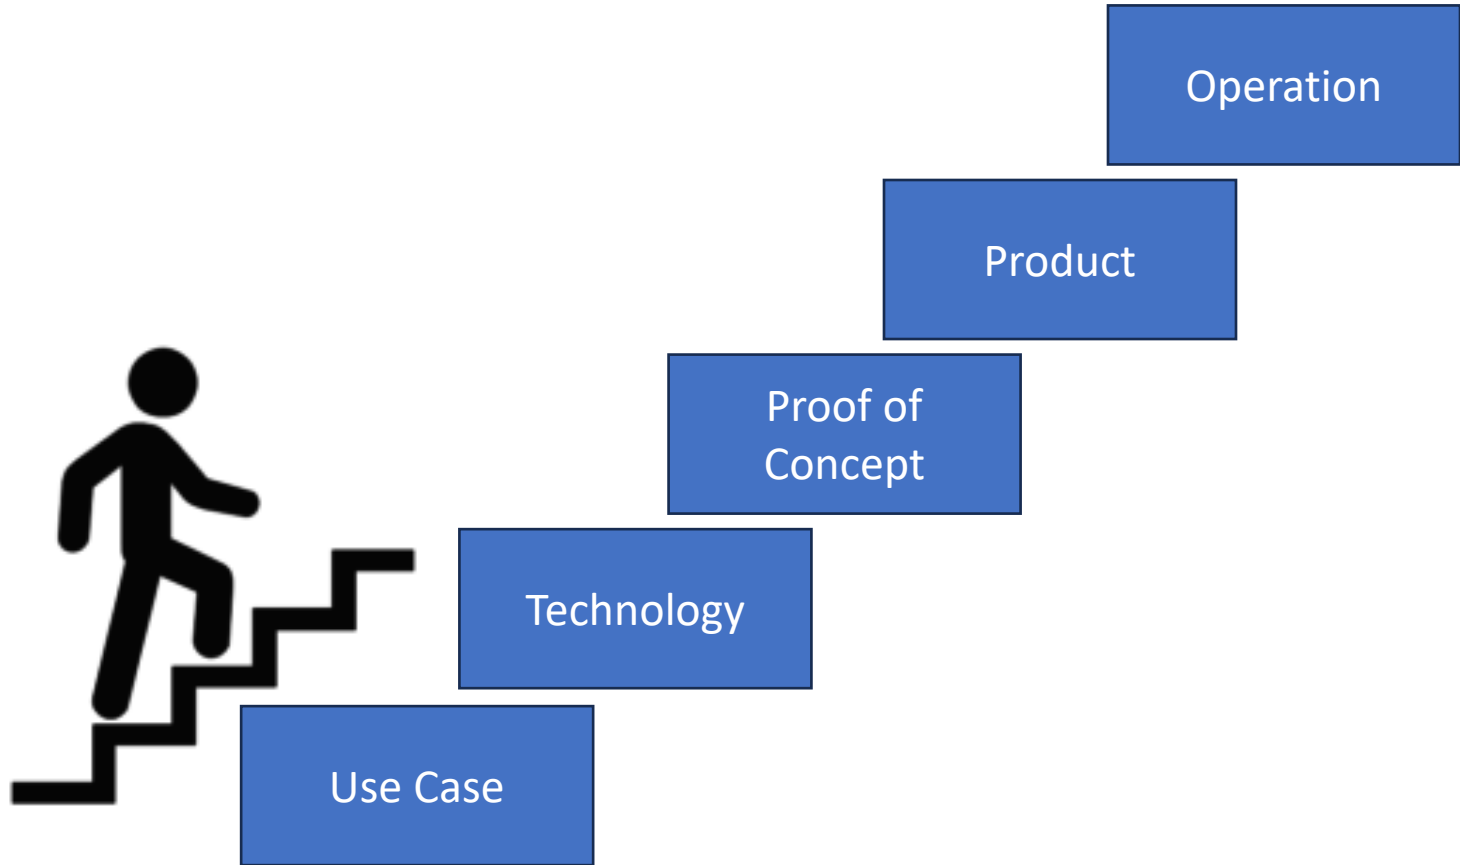 Operation
Product
Proof of
Concept
Technology
Use Case